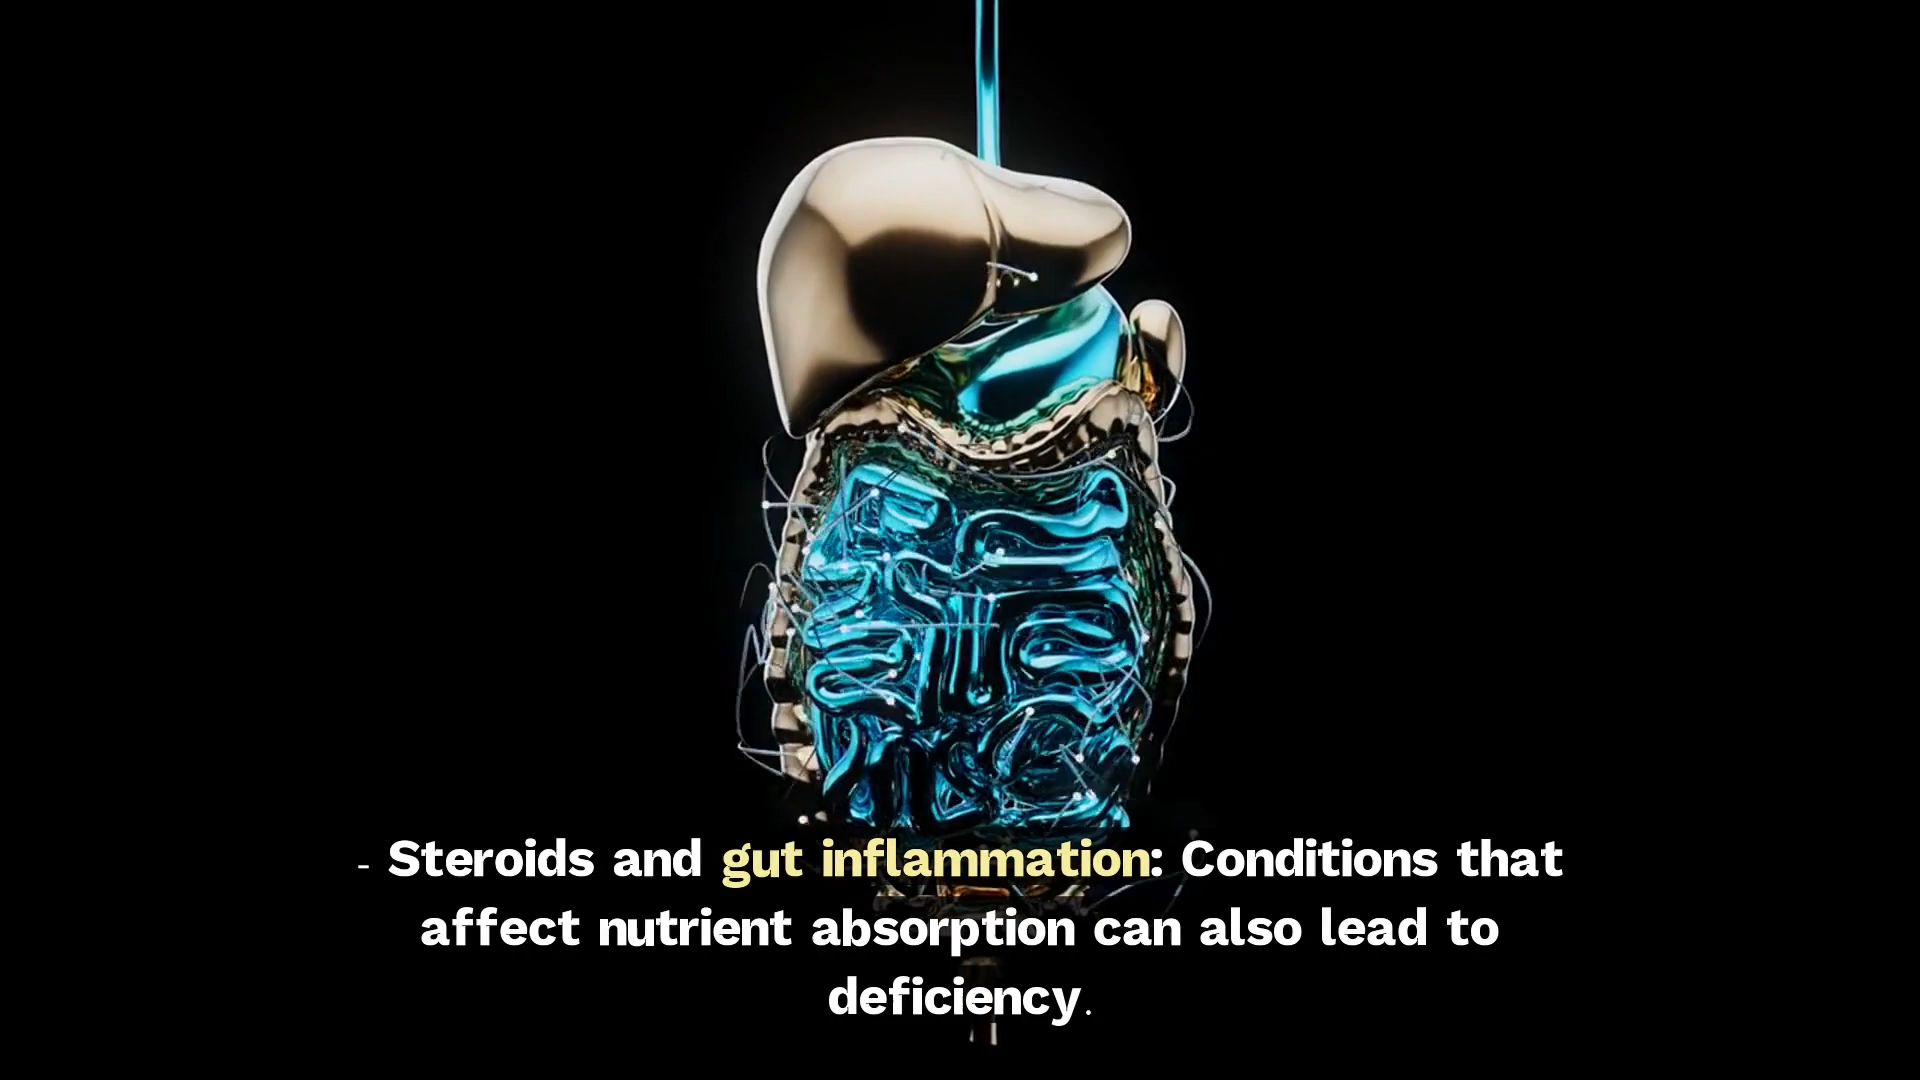 - Steroids and gut inflammation: Conditions that
affect nutrient absorption can also lead to
deficiency.